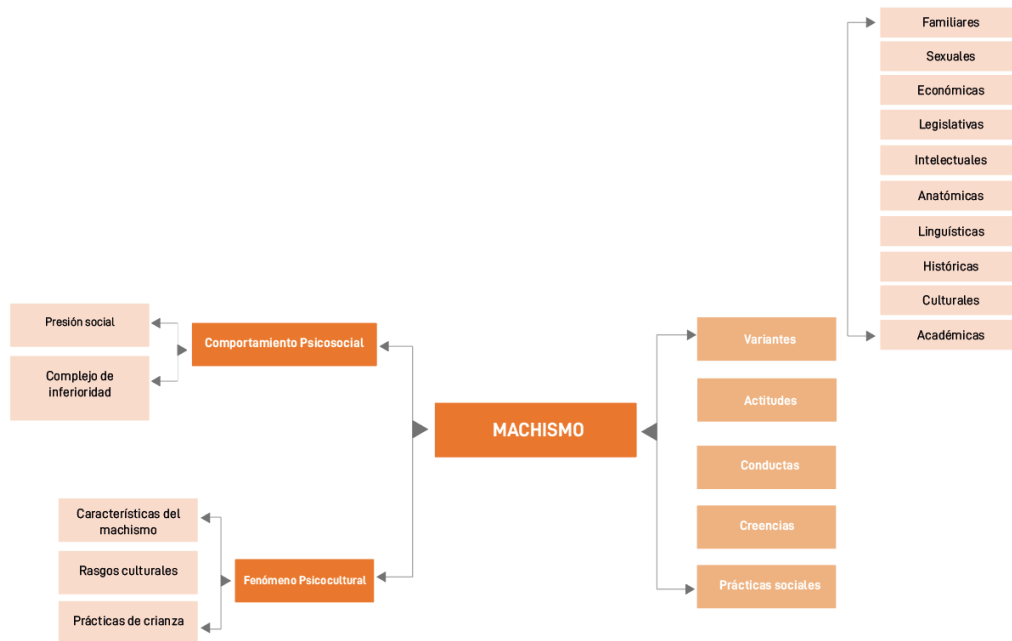 Familiares
Sexuales
Económicas
Legislativas
Intelectuales
Anatómicas
Linguísticas
Históricas
Culturales
Académicas
Presión social
Complejo de
inferioridad
Comportamiento Psicosocial
MACHISMO
Variantes
Actitudes
Conductas
Creencias
Prácticas sociales
Características del
machismo
Rasgos culturales
Prácticas de crianza
Fenómeno Psicocultural